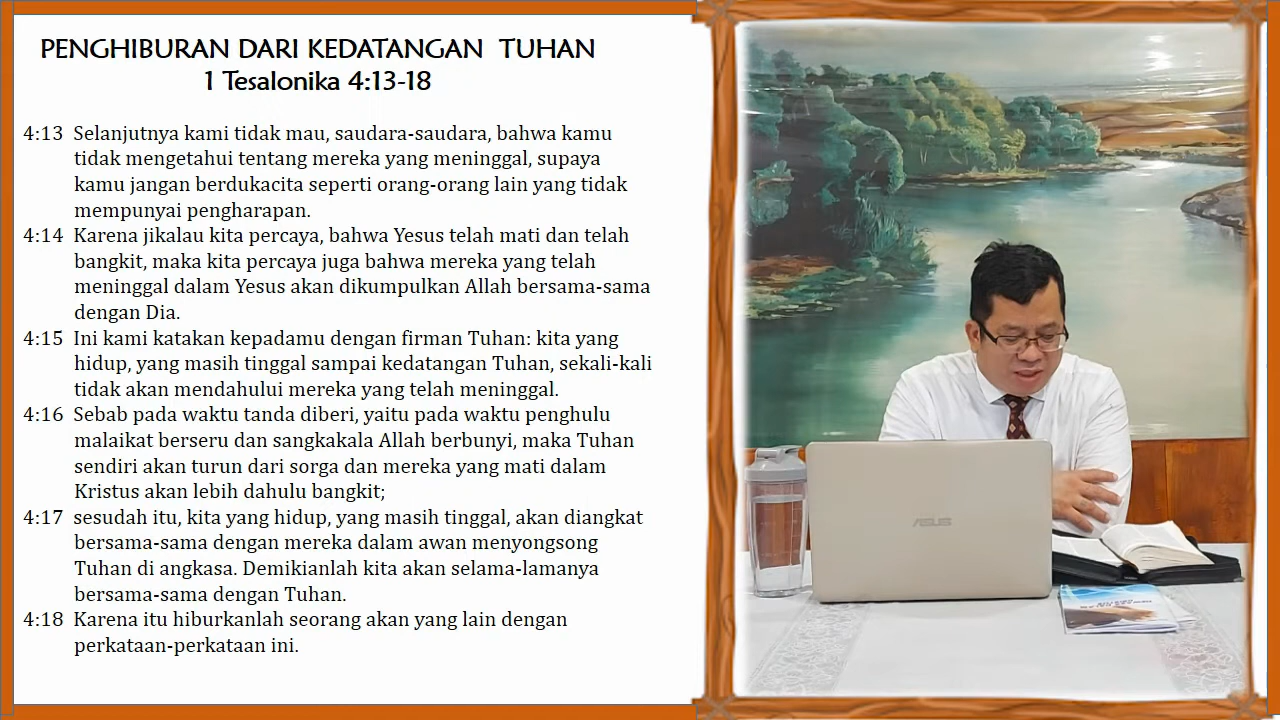 PENGHIBURAN DARI KEDATANGAN TUHAN
1 Tesalonika 4:13-18
4:13 Selanjutnya kami tidak mau, saudara-saudara, bahwa kamu
tidak mengetahui tentang mereka yang meninggal, supaya
kamu jangan berdukacita seperti orang-orang lain yang tidak
mempunyai pengharapan.
4:14 Karena jikalau kita percaya, bahwa Yesus telah mati dan telah
bangkit, maka kita percaya juga bahwa mereka yang telah
meninggal dalam Yesus akan dikumpulkan Allah bersama-sama
dengan Dia.
4:15 Ini kami katakan kepadamu dengan firman Tuhan: kita yang
hidup, yang masih tinggal sampai kedatangan Tuhan, sekali-kali
tidak akan mendahului mereka yang telah meninggal.
4:16 Sebab pada waktu tanda diberi, yaitu pada waktu penghulu
malaikat berseru dan sangkakala Allah berbunyi, maka Tuhan
sendiri akan turun dari sorga dan mereka yang mati dalam
Kristus akan lebih dahulu bangkit;
4:17 sesudah itu, kita yang hidup, yang masih tinggal, akan diangkat
bersama-sama dengan mereka dalam awan menyongsong
Tuhan di angkasa. Demikianlah kita akan selama-lamanya
bersama-sama dengan Tuhan.
4:18 Karena itu hiburkanlah seorang akan yang lain dengan
perkataan-perkataan ini.
ASUS